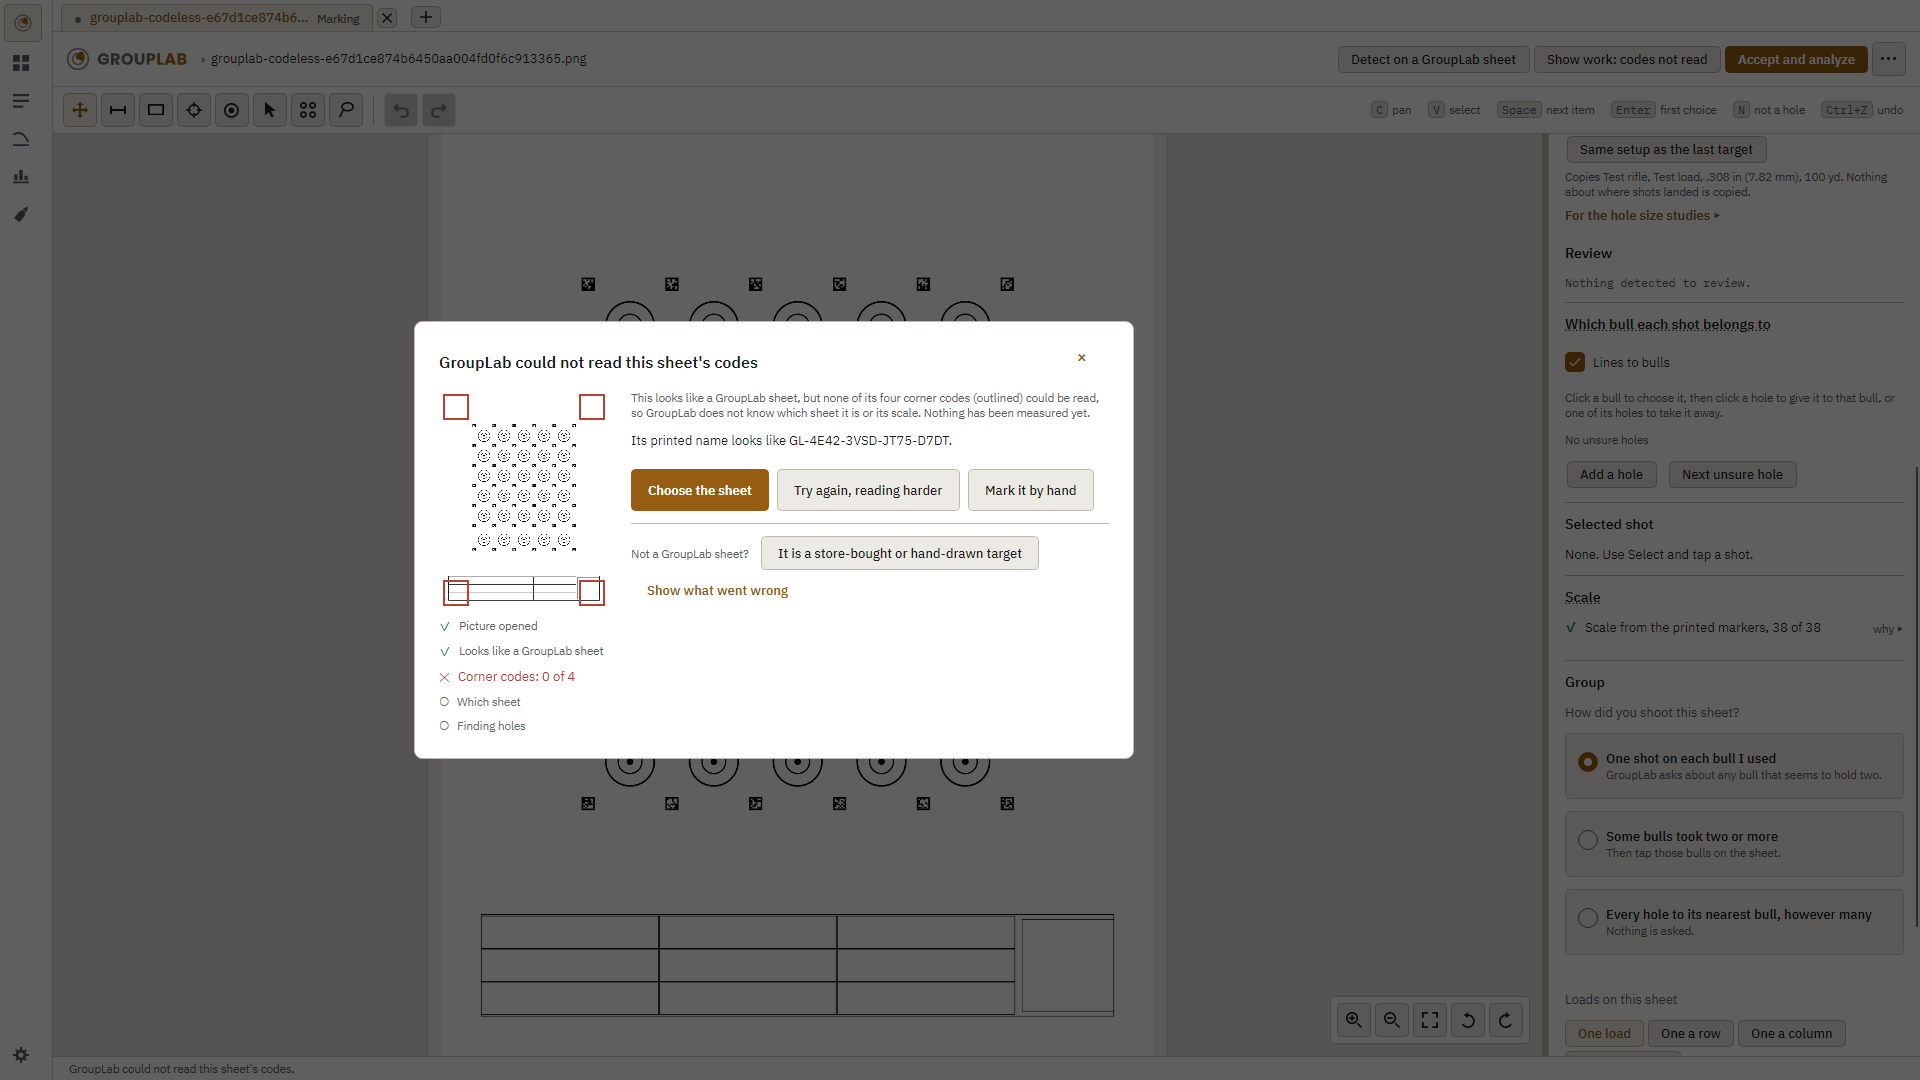 grouplab-codeless-e67d1ce874b6... Marking
GROUPLAB › grouplab-codeless-e67d1ce874b6450aa004fd0f6c913365.png
Detect on a GroupLab sheet
Show work: codes not read
Accept and analyze
C pan V select Space next item Enter first choice N not a hole Ctrl+Z undo
Same setup as the last target
Copies Test rifle, Test load, .308 in (7.82 mm), 100 yd. Nothing
about where shots landed is copied.
For the hole size studies
Review
Nothing detected to review.
Which bull each shot belongs to
Lines to bulls
Click a bull to choose it, then click a hole to give it to that bull, or
one of its holes to take it away.
No unsure holes
Add a hole
Next unsure hole
Selected shot
None. Use Select and tap a shot.
Scale
Scale from the printed markers, 38 of 38
why
Group
How did you shoot this sheet?
One shot on each bull I used
GroupLab asks about any bull that seems to hold two.
Some bulls took two or more
Then tap those bulls on the sheet.
Every hole to its nearest bull, however many
Nothing is asked.
Loads on this sheet
One load
One a row
One a column
GroupLab could not read this sheet's codes
This looks like a GroupLab sheet, but none of its four corner codes (outlined) could be read,
so GroupLab does not know which sheet it is or its scale. Nothing has been measured yet.
Its printed name looks like GL-4E42-3VSD-JT75-D7DT.
Choose the sheet
Try again, reading harder
Mark it by hand
Not a GroupLab sheet?
It is a store-bought or hand-drawn target
Show what went wrong
Picture opened
Looks like a GroupLab sheet
Corner codes: 0 of 4
Which sheet
Finding holes
GroupLab could not read this sheet's codes.